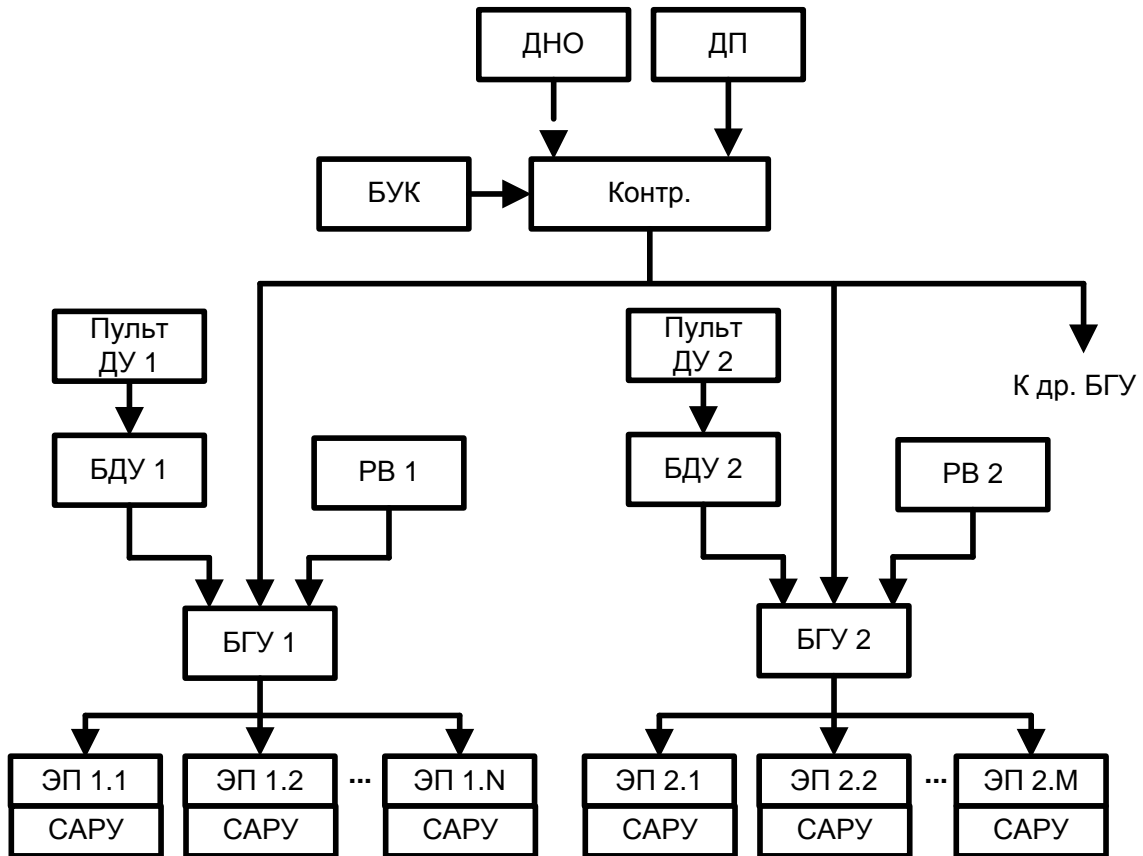 ДНО
ДП
БУК
Контр.
Пульт
ДУ 1
Пульт
ДУ 2
К др. БГУ
БДУ 1
РВ 1
БДУ 2
РВ 2
БГУ 1
БГУ 2
ЭП 1.1
ЭП 1.2
...
ЭП 1.N
ЭП 2.1
ЭП 2.2
...
ЭП 2.M
САРУ
САРУ
САРУ
САРУ
САРУ
САРУ